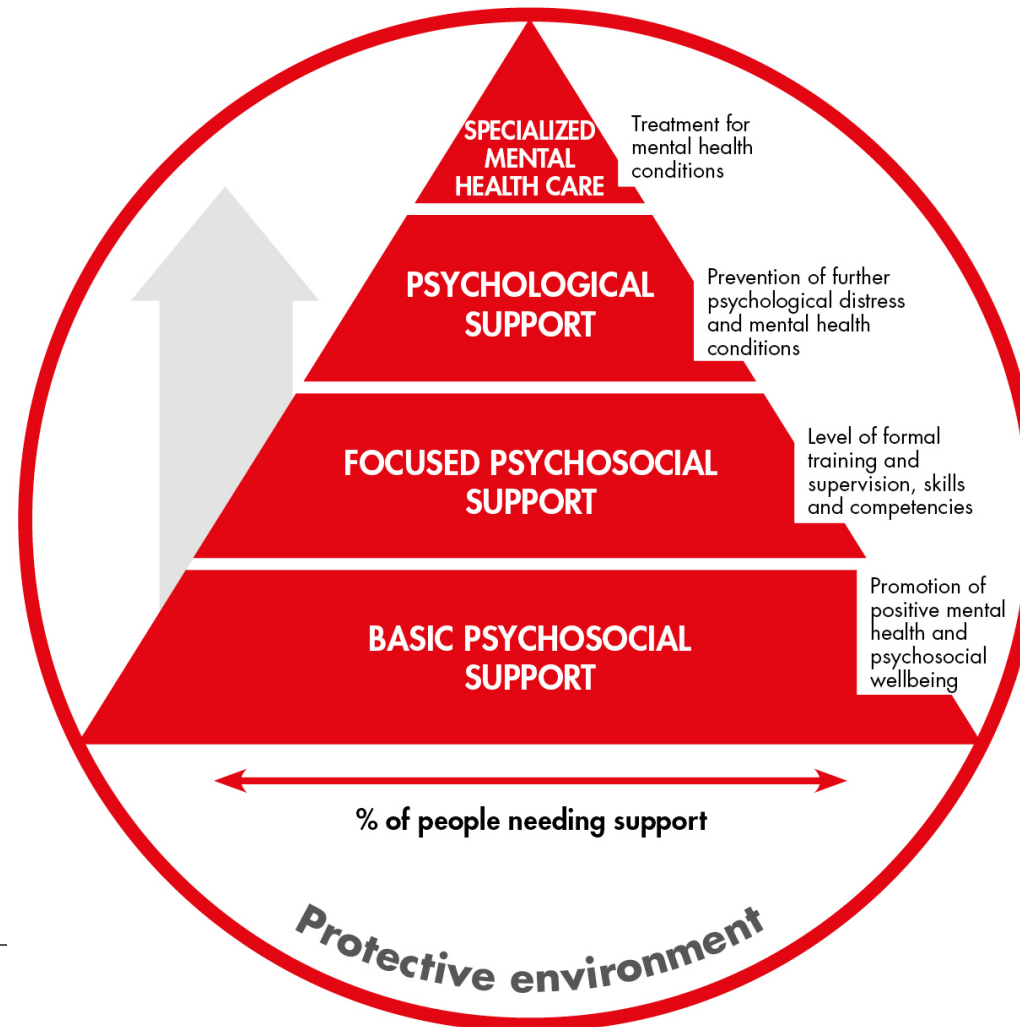 SPECIALIZED
MENTAL
HEALTH CARE
Treatment for
mental health
conditions
PSYCHOLOGICAL
SUPPORT
Prevention of further
psychological distress
and mental health
conditions
FOCUSED PSYCHOSOCIAL
SUPPORT
Level of formal
training and
supervision, skills
and competencies
BASIC PSYCHOSOCIAL
SUPPORT
Promotion of
positive mental
health and
psychosocial
wellbeing
% of people needing support
Protective environment